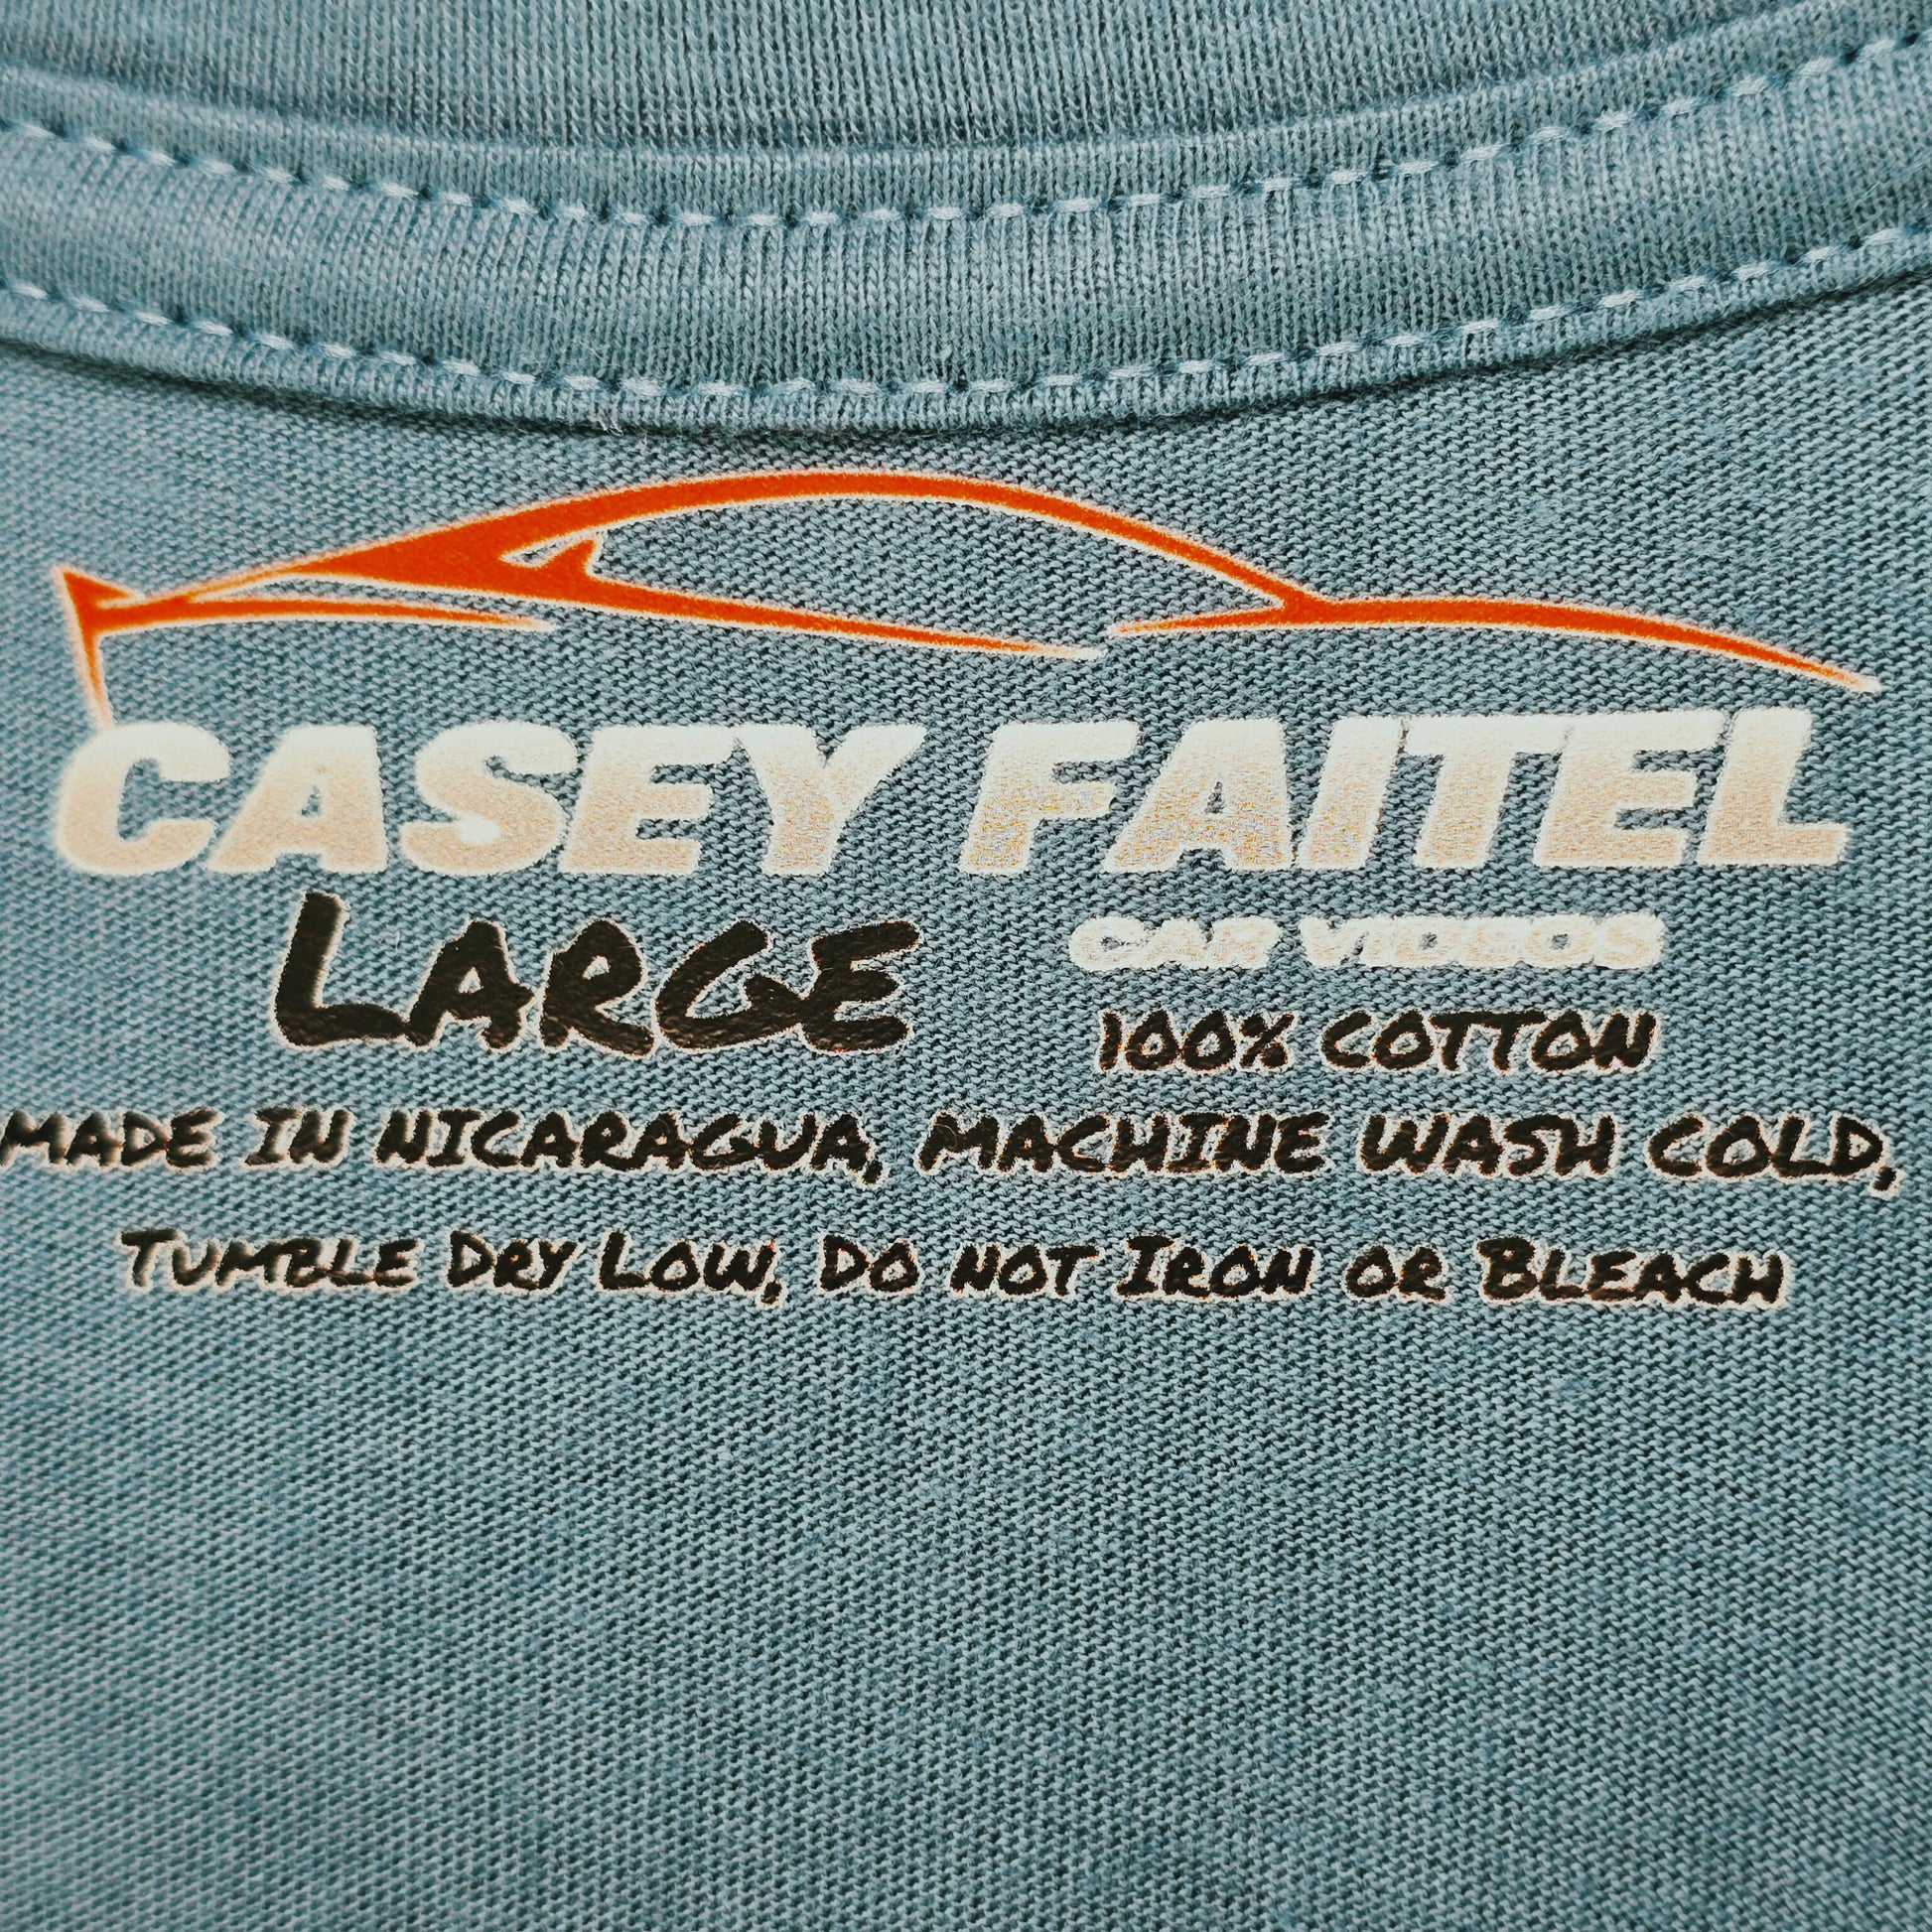 CASEY FAITEL
CAR VIDEOS
LARGE
100% COTTON
MADE IN NICARAGUA, MACHINE WASH COLD,
TUMBLE DRY LOW, DO NOT IRON OR BLEACH